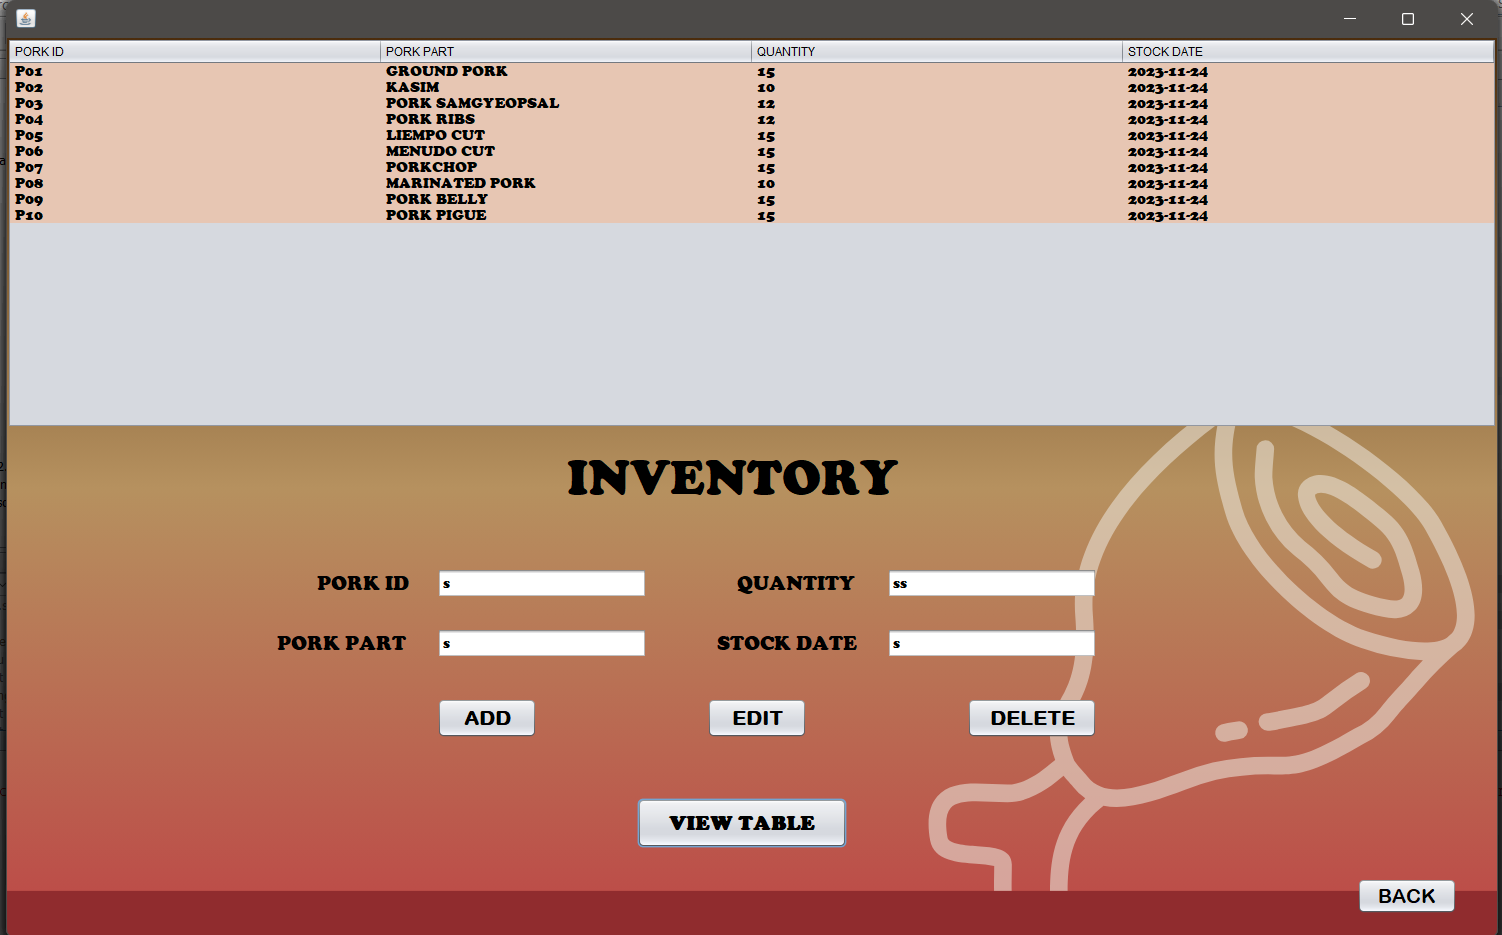 PORK ID PORK PART QUANTITY STOCK DATE
P01 GROUND PORK 15 2023-11-24
P02 KASIM 10 2023-11-24
P03 PORK SAMGYEOPSAL 12 2023-11-24
P04 PORK RIBS 12 2023-11-24
P05 LIEMPO CUT 15 2023-11-24
P06 MENUDO CUT 15 2023-11-24
P07 PORKCHOP 15 2023-11-24
P08 MARINATED PORK 10 2023-11-24
P09 PORK BELLY 15 2023-11-24
P10 PORK PIGUE 15 2023-11-24
INVENTORY
PORK ID s QUANTITY ss
PORK PART s STOCK DATE s
ADD EDIT DELETE
VIEW TABLE
BACK